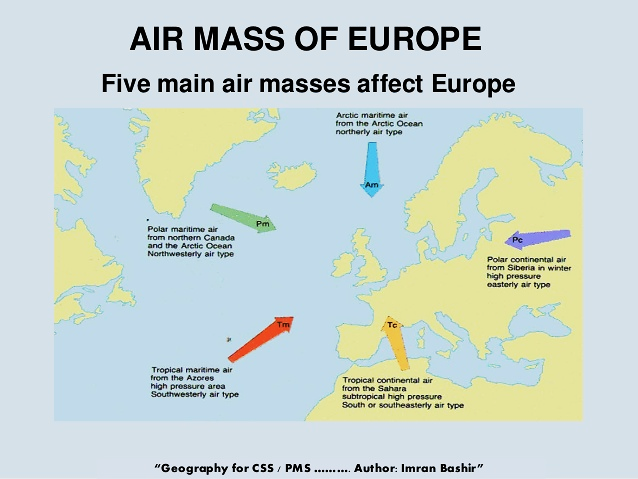 AIR MASS OF EUROPE
Five main air masses affect Europe
Arctic maritime air
from the Arctic Ocean
northerly air type
Am
Pm
Polar maritime air
from northern Canada
and the Arctic Ocean
Northwesterly air type
Pc
Polar continental air
from Siberia in winter
high pressure
easterly air type
Tm
Tc
Tropical maritime air
from the Azores
high pressure area
Southwesterly air type
Tropical continental air
from the Sahara
subtropical high pressure
South or southeasterly air type
"Geography for CSS / PMS ………. Author: Imran Bashir"